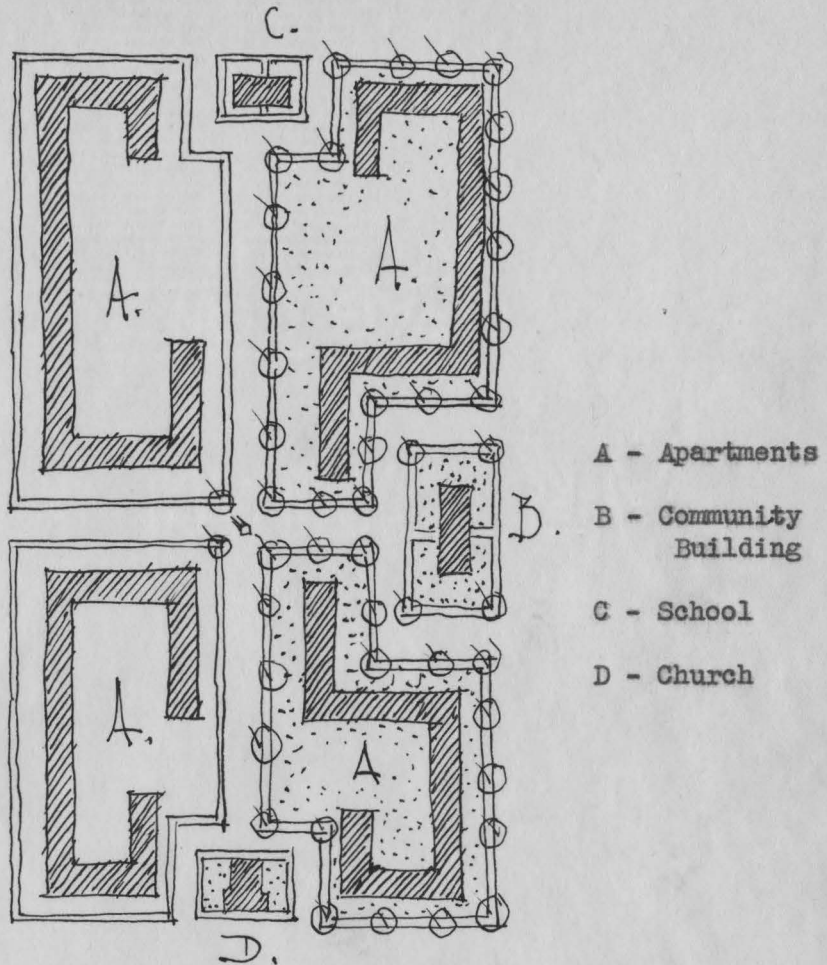 C.
A.
A.
A - Apartments
B.
B - Community
Building
C - School
A.
A
D - Church
D.